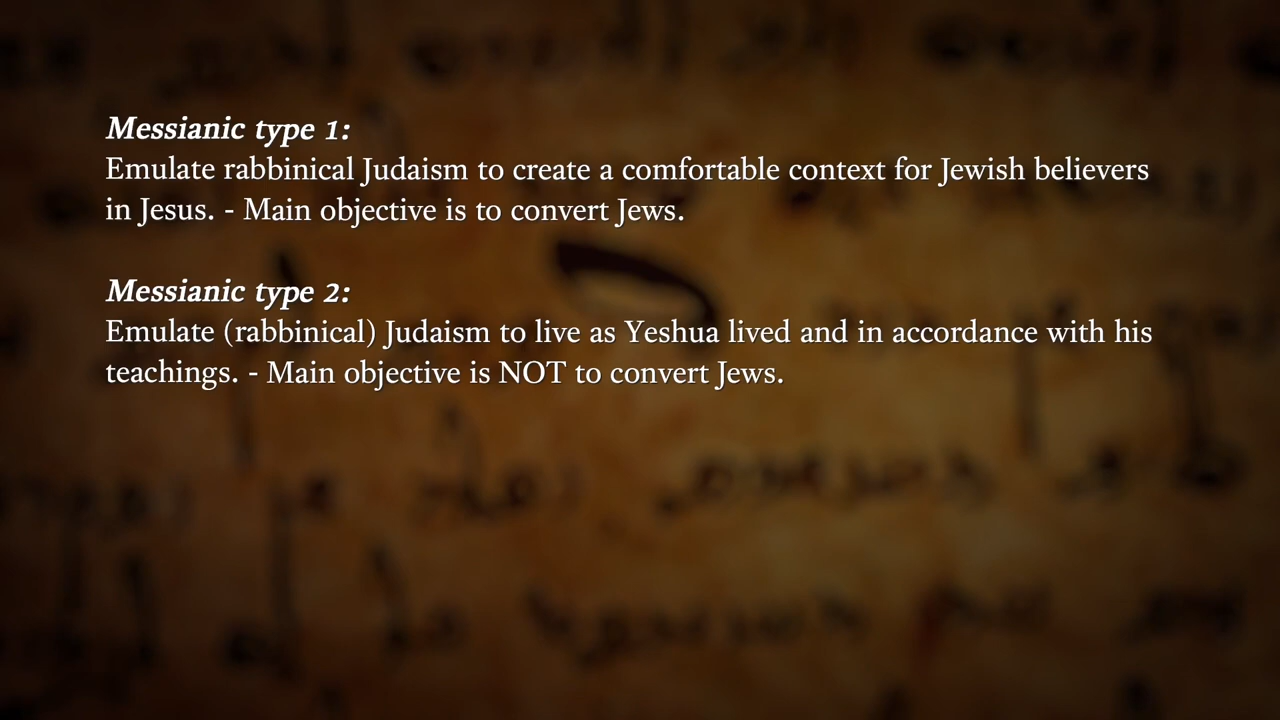 Messianic type 1:
Emulate rabbinical Judaism to create a comfortable context for Jewish believers
in Jesus. - Main objective is to convert Jews.
Messianic type 2:
Emulate (rabbinical) Judaism to live as Yeshua lived and in accordance with his
teachings. - Main objective is NOT to convert Jews.